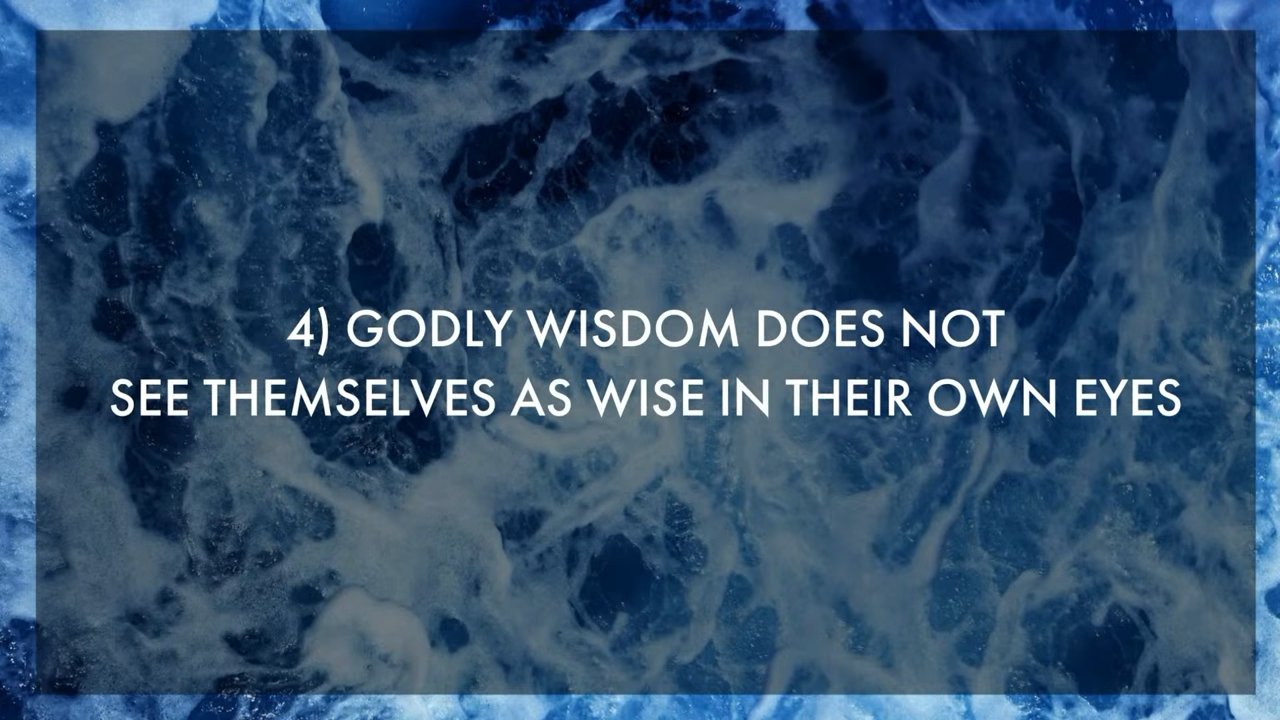 4) GODLY WISDOM DOES NOT
SEE THEMSELVES AS WISE IN THEIR OWN EYES